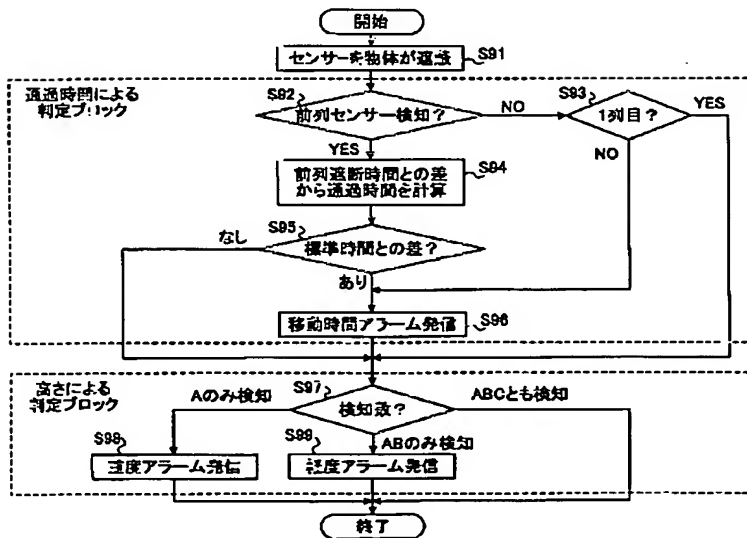 開始
センサーを物体が遮蔽
S91
通過時間による
判定ブロック
S92
前列センサー検知?
NO
S93
1列目?
YES
YES
NO
前列遮断時間との差
から通過時間を計算
S94
S95
標準時間との差?
なし
あり
移動時間アラーム発信
S96
高さによる
判定ブロック
S97
検知数?
Aのみ検知
ABCとも検知
ABのみ検知
S98
重度アラーム発信
S99
軽度アラーム発信
終了